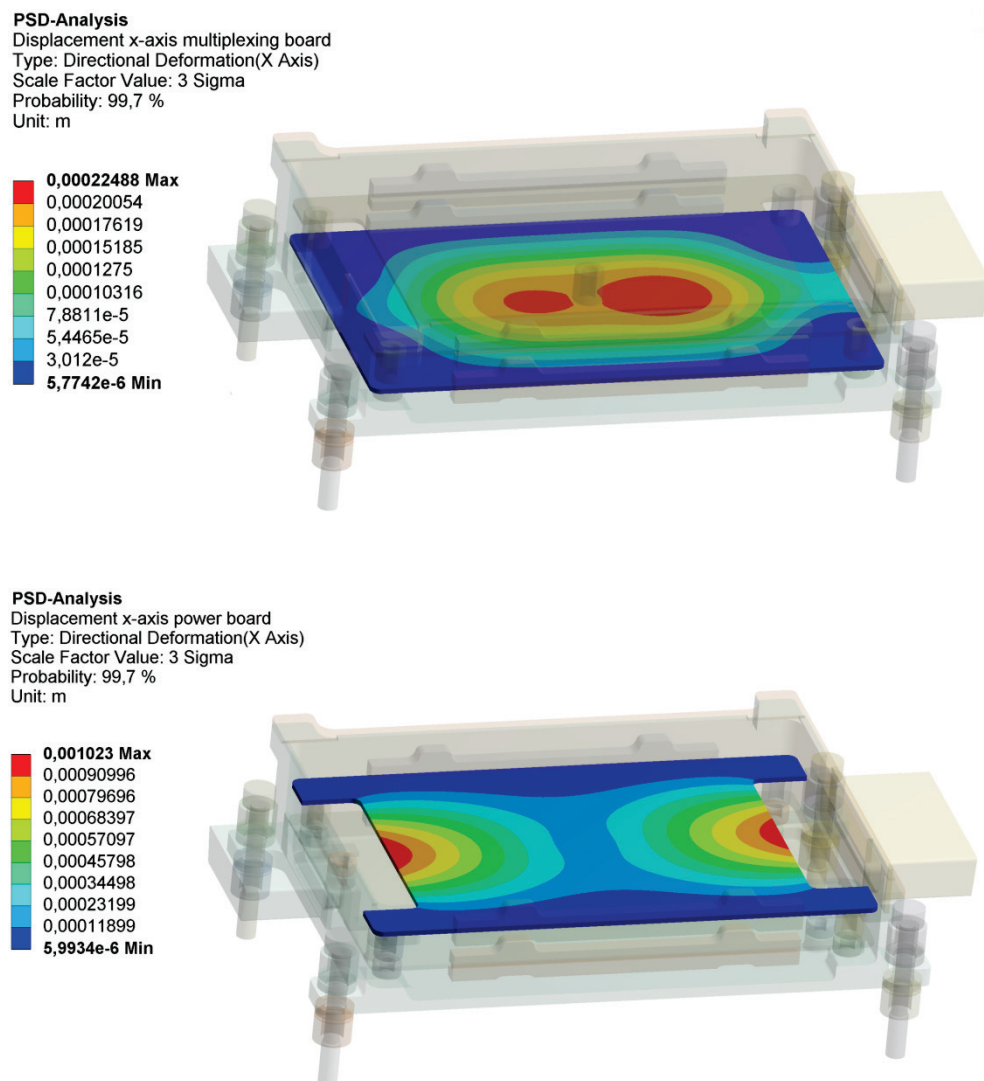 PSD-Analysis
Displacement x-axis multiplexing board
Type: Directional Deformation(X Axis)
Scale Factor Value: 3 Sigma
Probability: 99,7 %
Unit: m
0,00022488 Max
0,00020054
0,00017619
0,00015185
0,0001275
0,00010316
7,8811e-5
5,4465e-5
3,012e-5
5,7742e-6 Min
PSD-Analysis
Displacement x-axis power board
Type: Directional Deformation(X Axis)
Scale Factor Value: 3 Sigma
Probability: 99,7 %
Unit: m
0,001023 Max
0,00090996
0,00079696
0,00068397
0,00057097
0,00045798
0,00034498
0,00023199
0,00011899
5,9934e-6 Min